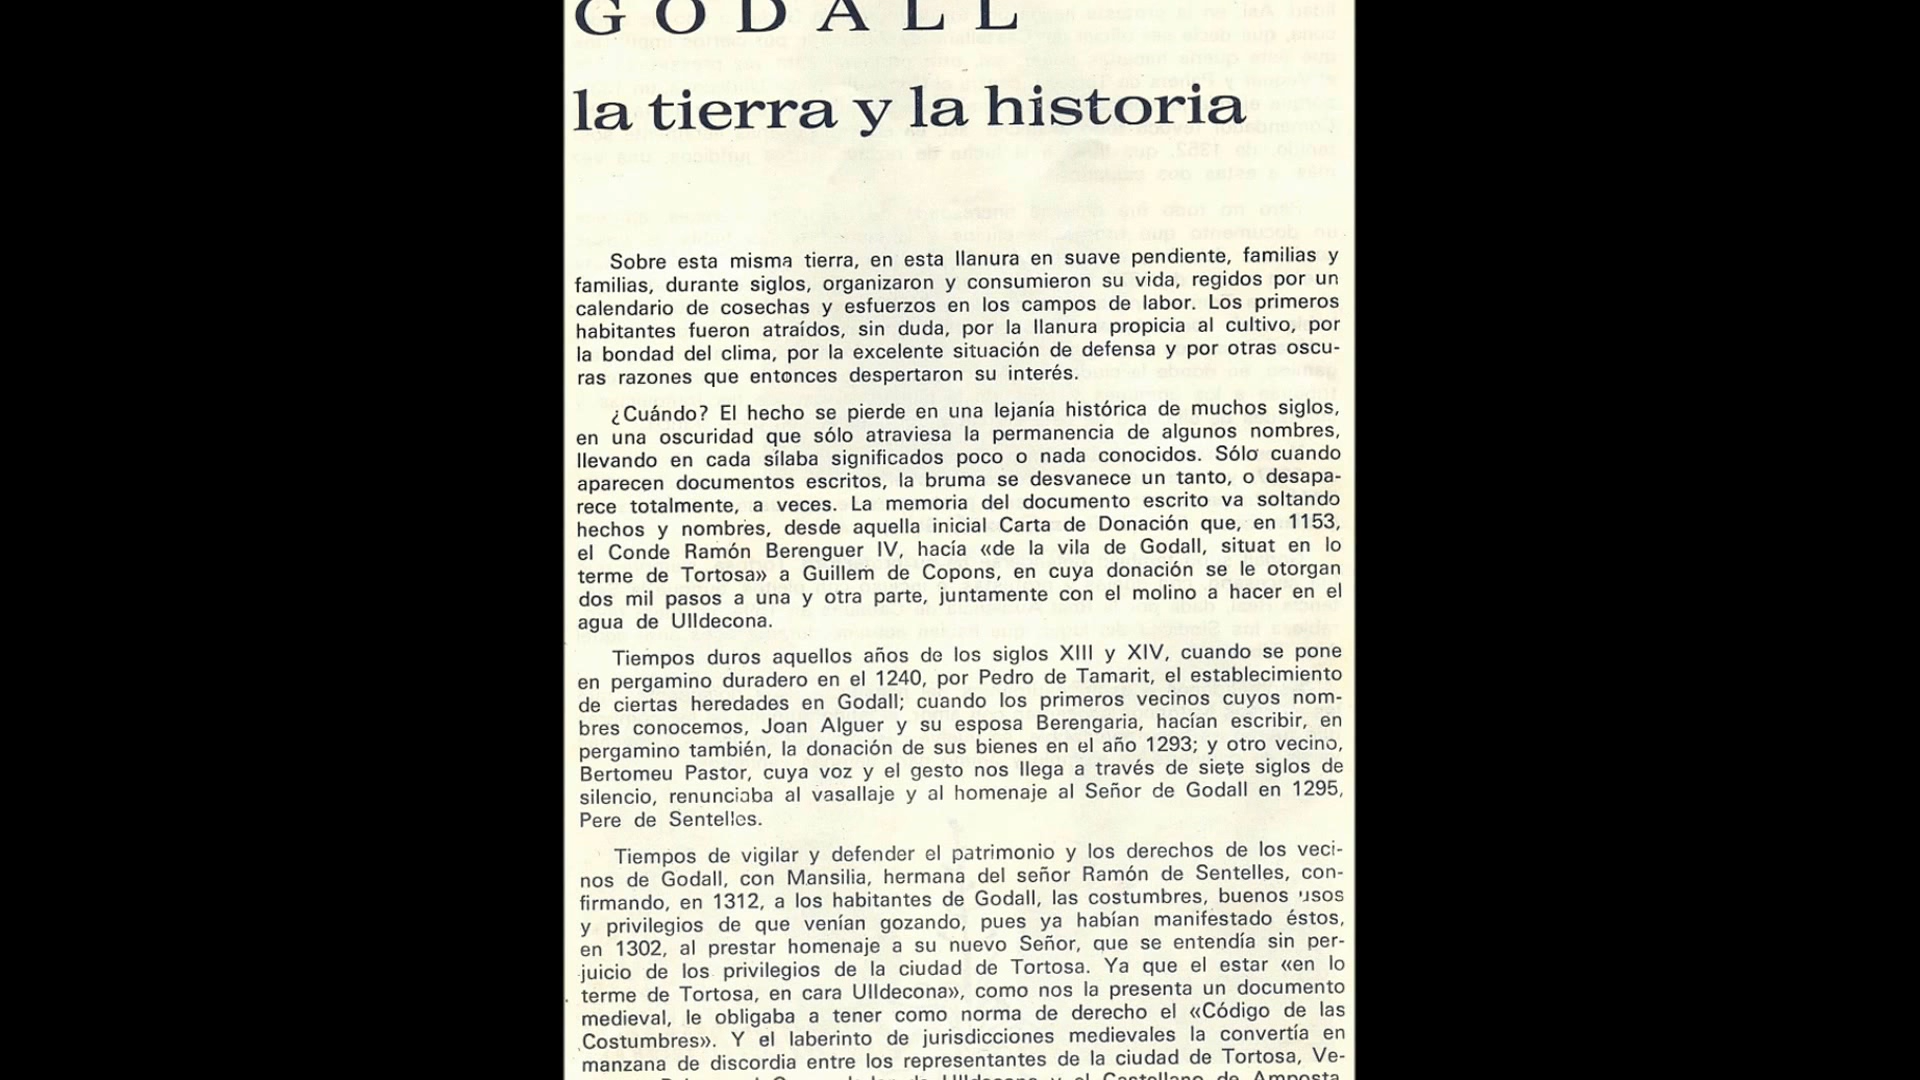 GODALL
la tierra y la historia
Sobre esta misma tierra, en esta llanura en suave pendiente, familias y
familias, durante siglos, organizaron y consumieron su vida, regidos por un
calendario de cosechas y esfuerzos en los campos de labor. Los primeros
habitantes fueron atraídos, sin duda, por la llanura propicia al cultivo, por
la bondad del clima, por la excelente situación de defensa y por otras oscu-
ras razones que entonces despertaron su interés.
¿Cuándo? El hecho se pierde en una lejanía histórica de muchos siglos,
en una oscuridad que sólo atraviesa la permanencia de algunos nombres,
llevando en cada sílaba significados poco o nada conocidos. Sólo cuando
aparecen documentos escritos, la bruma se desvanece un tanto, o desapa-
rece totalmente, a veces. La memoria del documento escrito va soltando
hechos y nombres, desde aquella inicial Carta de Donación que, en 1153,
el Conde Ramón Berenguer IV, hacía «de la vila de Godall, situat en lo
terme de Tortosa» a Guillem de Copons, en cuya donación se le otorgan
dos mil pasos a una y otra parte, juntamente con el molino a hacer en el
agua de Ulldecona.
Tiempos duros aquellos años de los siglos XIII y XIV, cuando se pone
en pergamino duradero en el 1240, por Pedro de Tamarit, el establecimiento
de ciertas heredades en Godall; cuando los primeros vecinos cuyos nom-
bres conocemos, Joan Alguer y su esposa Berengaria, hacían escribir, en
pergamino también, la donación de sus bienes en el año 1293; y otro vecino,
Bertomeu Pastor, cuya voz y el gesto nos llega a través de siete siglos de
silencio, renunciaba al vasallaje y al homenaje al Señor de Godall en 1295,
Pere de Sentelles.
Tiempos de vigilar y defender el patrimonio y los derechos de los veci-
nos de Godall, con Mansilia, hermana del señor Ramón de Sentelles, con-
firmando, en 1312, a los habitantes de Godall, las costumbres, buenos usos
y privilegios de que venían gozando, pues ya habían manifestado éstos,
en 1302, al prestar homenaje a su nuevo Señor, que se entendía sin per-
juicio de los privilegios de la ciudad de Tortosa. Ya que el estar «en lo
terme de Tortosa, en cara Ulldecona», como nos la presenta un documento
medieval, le obligaba a tener como norma de derecho el «Código de las
Costumbres». Y el laberinto de jurisdicciones medievales la convertía en
manzana de discordia entre los representantes de la ciudad de Tortosa, Ve-
de Ulldecona y el Castellano de Amposta,